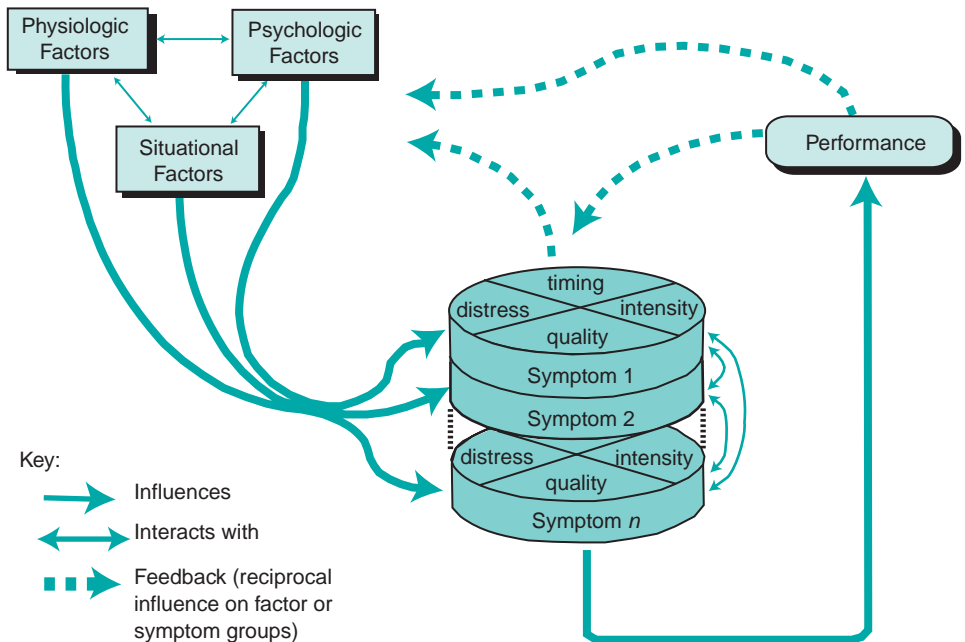 Physiologic
Factors
Psychologic
Factors
Situational
Factors
Performance
timing
distress
intensity
quality
Symptom 1
Symptom 2
distress
intensity
quality
Symptom n
Key:
Influences
Interacts with
Feedback (reciprocal
influence on factor or
symptom groups)